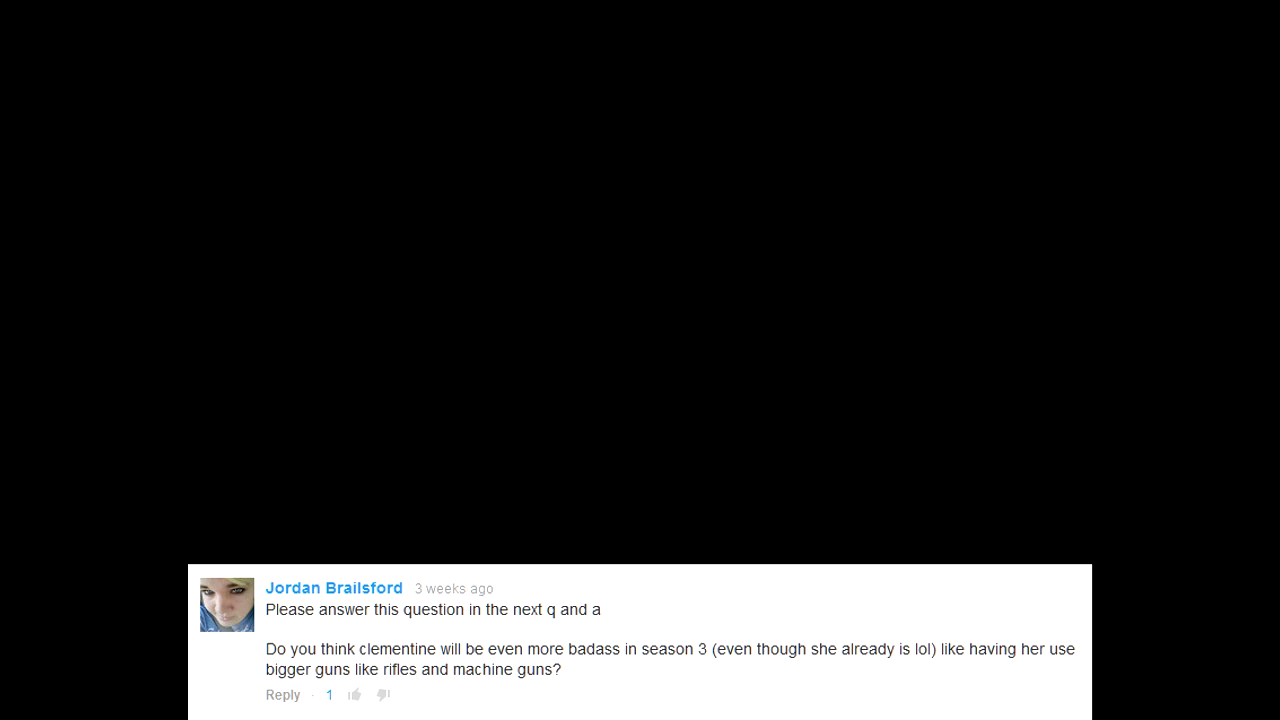 Jordan Brailsford 3 weeks ago
Please answer this question in the next q and a
Do you think clementine will be even more badass in season 3 (even though she already is lol) like having her use
bigger guns like rifles and machine guns?
Reply · 1